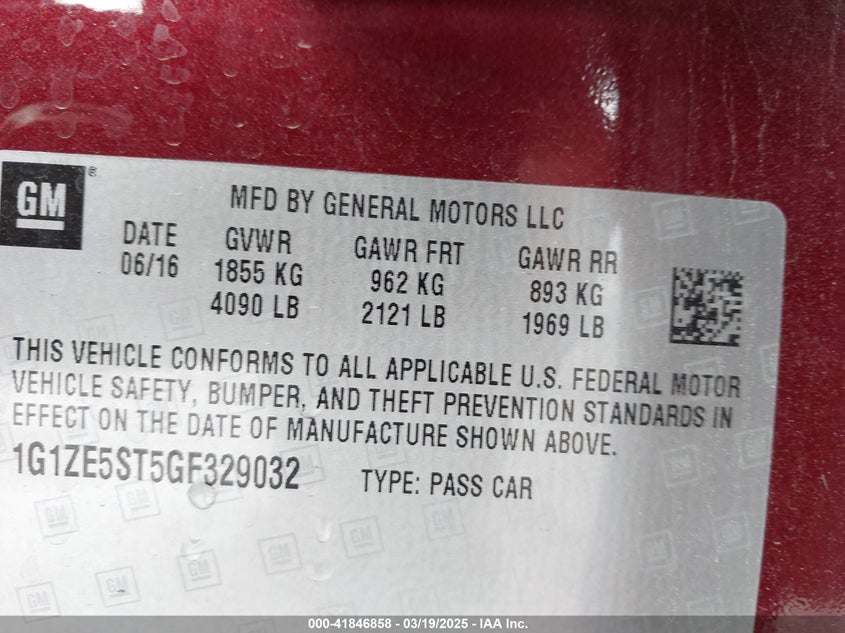 GM®
MFD BY GENERAL MOTORS LLC
DATE GVWR GAWR FRT GAWR RR
06/16 1855 KG 962 KG 893 KG
4090 LB 2121 LB 1969 LB
THIS VEHICLE CONFORMS TO ALL APPLICABLE U.S. FEDERAL MOTOR
VEHICLE SAFETY, BUMPER, AND THEFT PREVENTION STANDARDS IN
EFFECT ON THE DATE OF MANUFACTURE SHOWN ABOVE.
1G1ZE5ST5GF329032 TYPE: PASS CAR
000-41846858 - 03/19/2025 - IAA Inc.